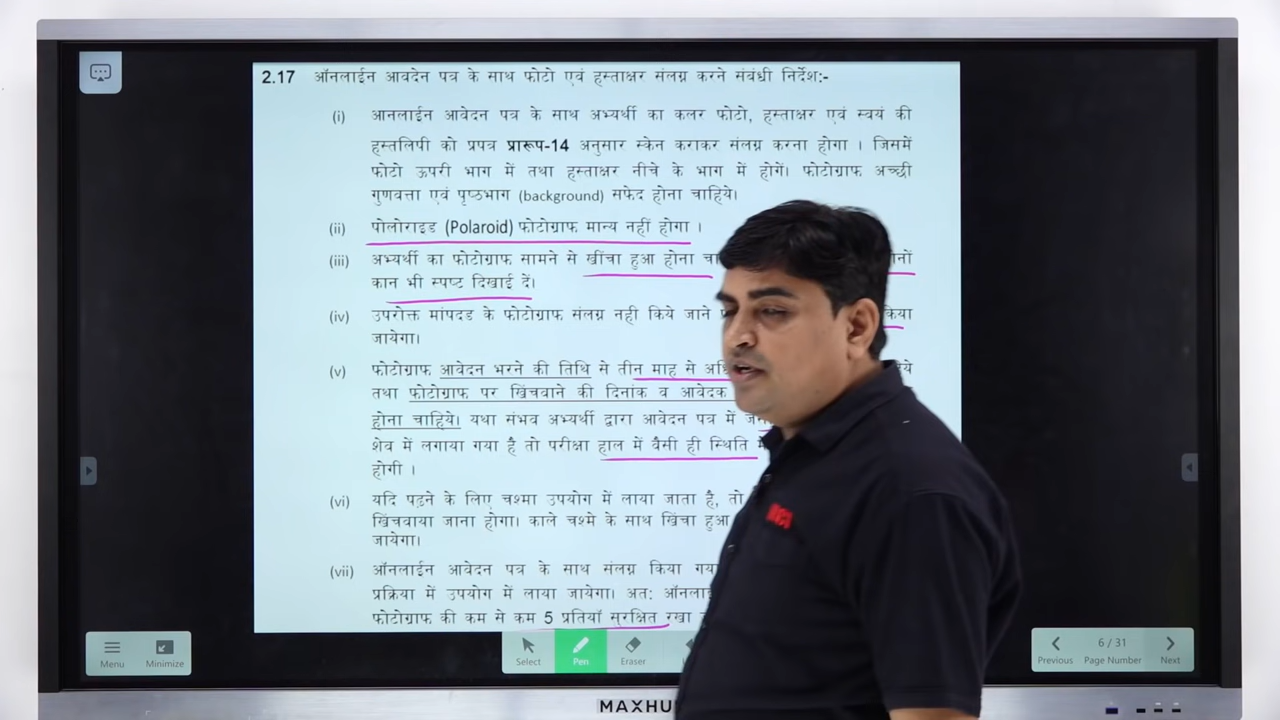 2.17 ऑनलाईन आवदेन पत्र के साथ फोटो एवं हस्ताक्षर संलग्न करने संबंधी निर्देश:-
(i) आनलाईन आवेदन पत्र के साथ अभ्यर्थी का कलर फोटो, हस्ताक्षर एवं स्वयं की
हस्तलिपी को प्रपत्र प्रारूप-14 अनुसार स्केन कराकर संलग्न करना होगा । जिसमें
फोटो ऊपरी भाग में तथा हस्ताक्षर नीचे के भाग में होगें। फोटोग्राफ अच्छी
गुणवत्ता एवं पृष्ठभाग (background) सफेद होना चाहिये।
(ii) पोलोराइड (Polaroid) फोटोग्राफ मान्य नहीं होगा ।
(iii) अभ्यर्थी का फोटोग्राफ सामने से खींचा हुआ होना
कान भी स्पष्ट दिखाई दें।
(iv) उपरोक्त मांपदड के फोटोग्राफ संलग्न नही किये जाने किया
जायेगा।
(v) फोटोग्राफ आवेदन भरने की तिथि से तीन माह से
तथा फोटोग्राफ पर खिंचवाने की दिनांक व आवेदक
होना चाहिये। यथा संभव अभ्यर्थी द्वारा आवेदन पत्र में
शेव में लगाया गया है तो परीक्षा हाल में वैसी ही स्थिति
होगी ।
(vi) यदि पढ़ने के लिए चश्मा उपयोग में लाया जाता है, तो
खिंचवाया जाना होगा। काले चश्मे के साथ खिंचा हुआ
जायेगा।
(vii) ऑनलाईन आवेदन पत्र के साथ संलग्न किया
प्रक्रिया में उपयोग में लाया जायेगा। अत:
फोटोग्राफ की कम से कम 5 प्रतियॉ सुरक्षित रखा
Menu Minimize Select Pen Eraser Previous 6 / 31 Page Number Next
MAXHU